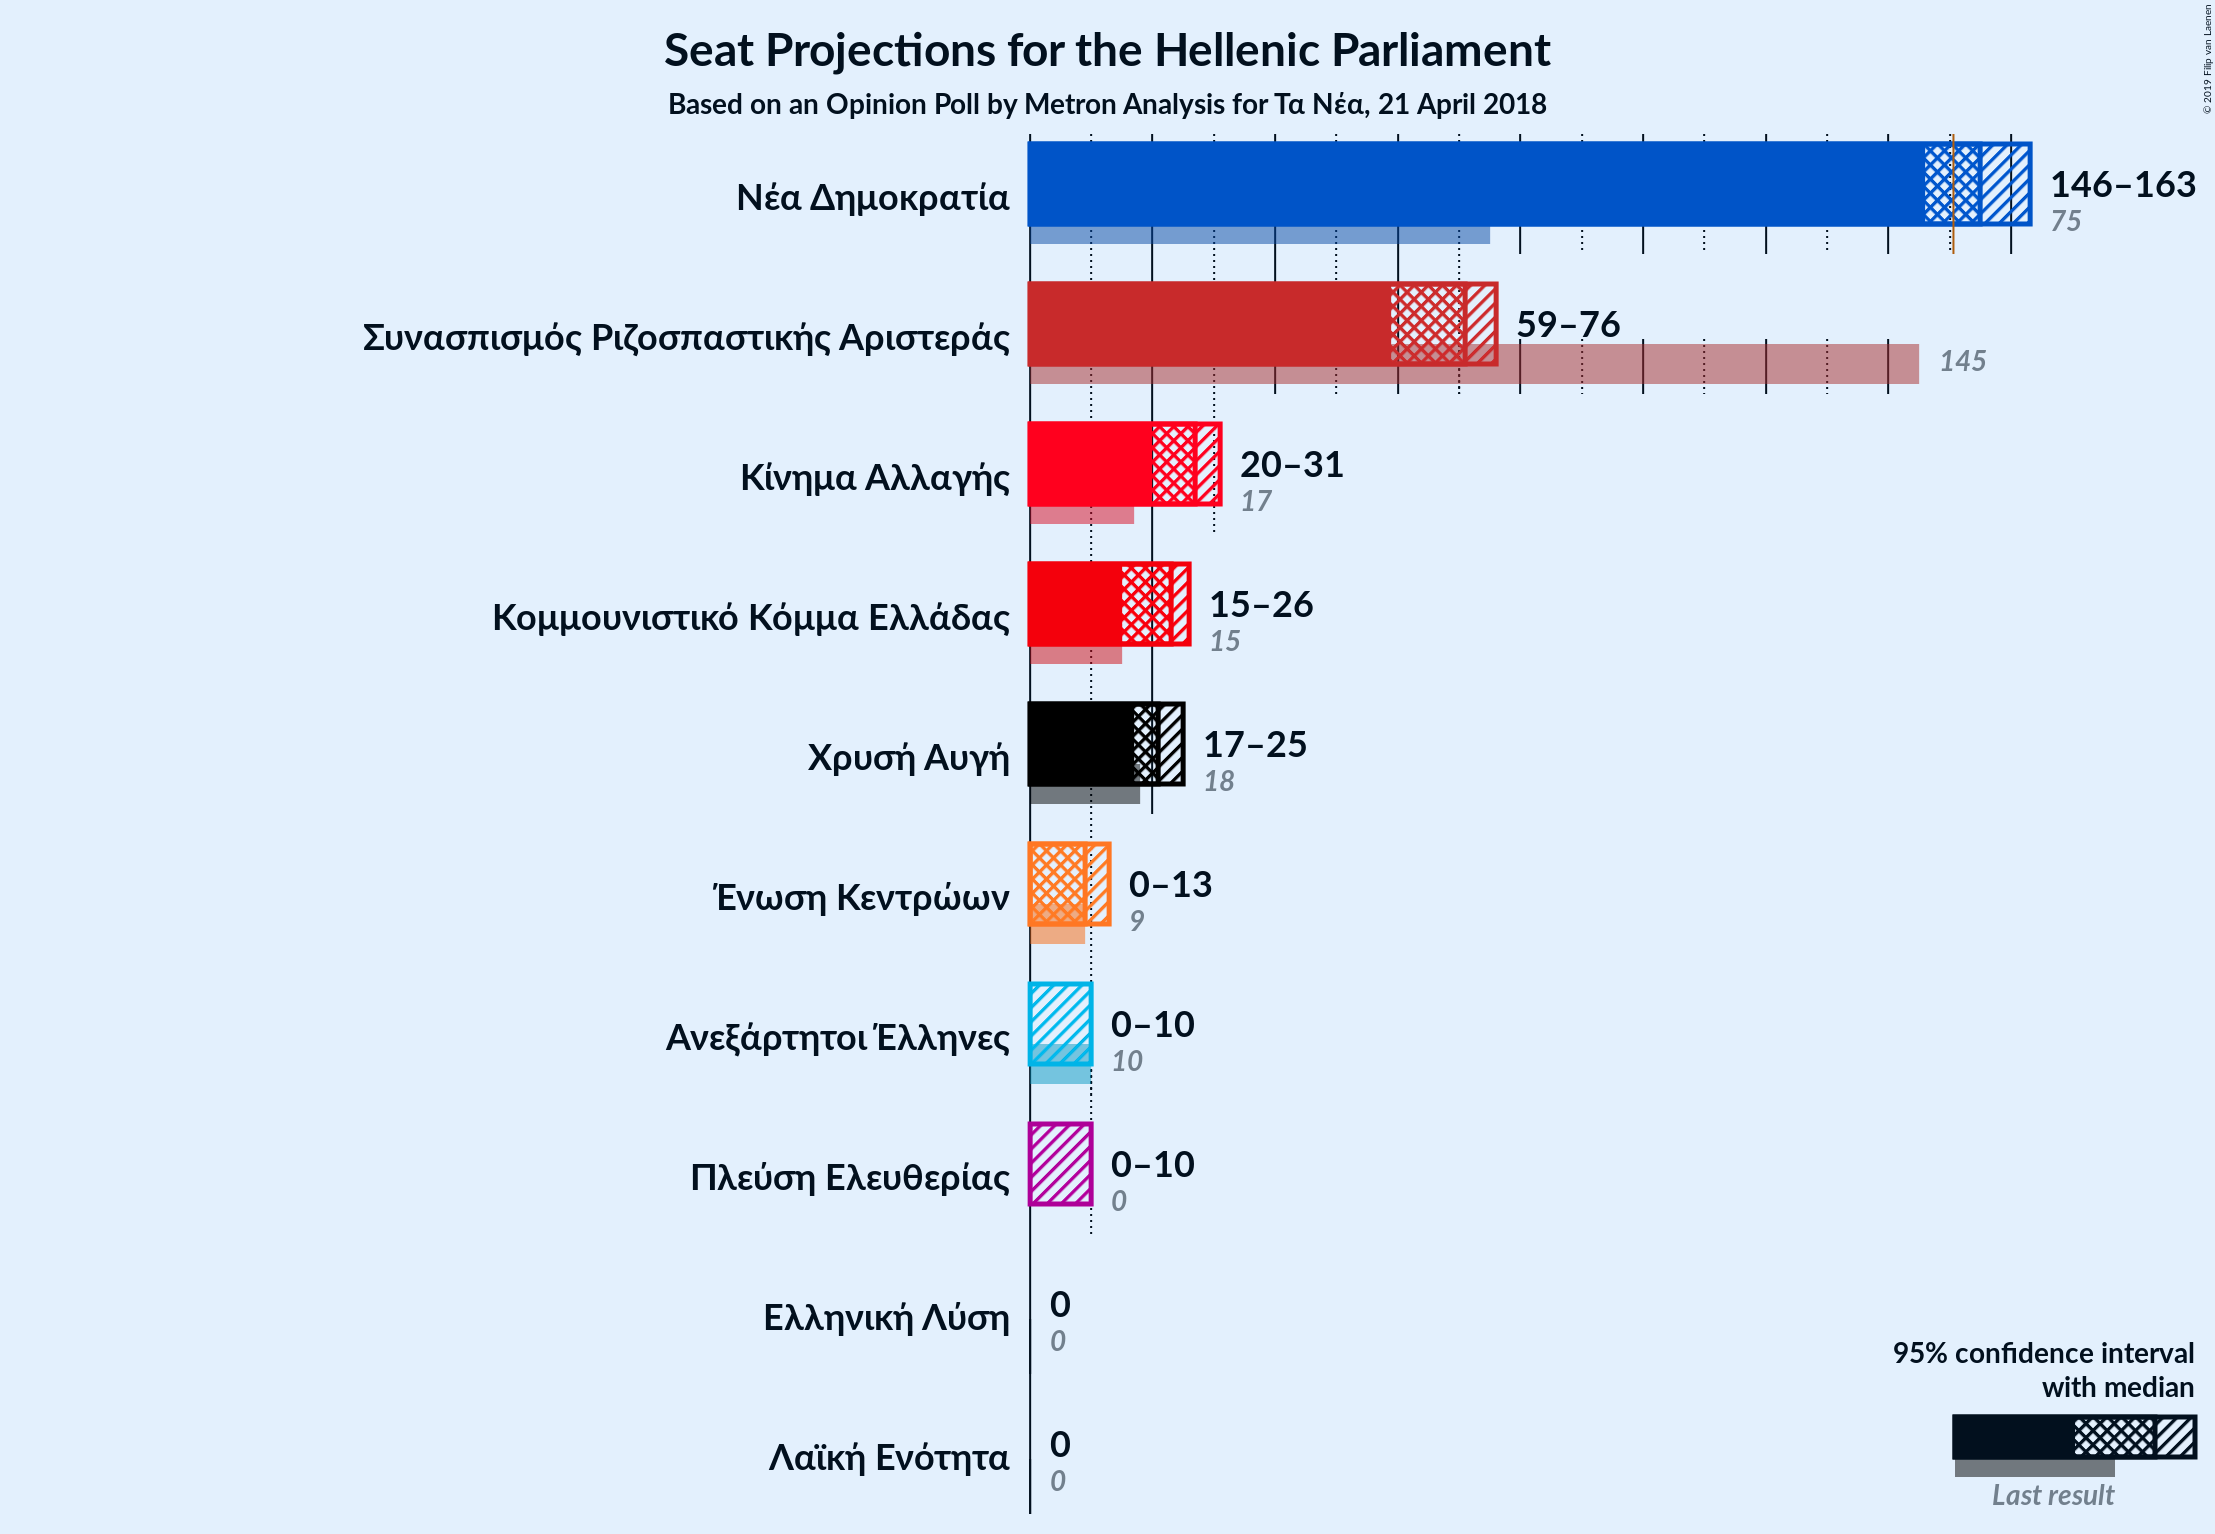 Seat Projections for the Hellenic Parliament
Based on an Opinion Poll by Metron Analysis for Τα Νέα, 21 April 2018
© 2019 Filip van Laenen
Νέα Δημοκρατία
146–163
75
Συνασπισμός Ριζοσπαστικής Αριστεράς
59–76
145
Κίνημα Αλλαγής
20–31
17
Κομμουνιστικό Κόμμα Ελλάδας
15–26
15
Χρυσή Αυγή
17–25
18
Ένωση Κεντρώων
0–13
9
Ανεξάρτητοι Έλληνες
0–10
10
Πλεύση Ελευθερίας
0–10
0
Ελληνική Λύση
0
0
Λαϊκή Ενότητα
0
0
95% confidence interval
with median
Last result